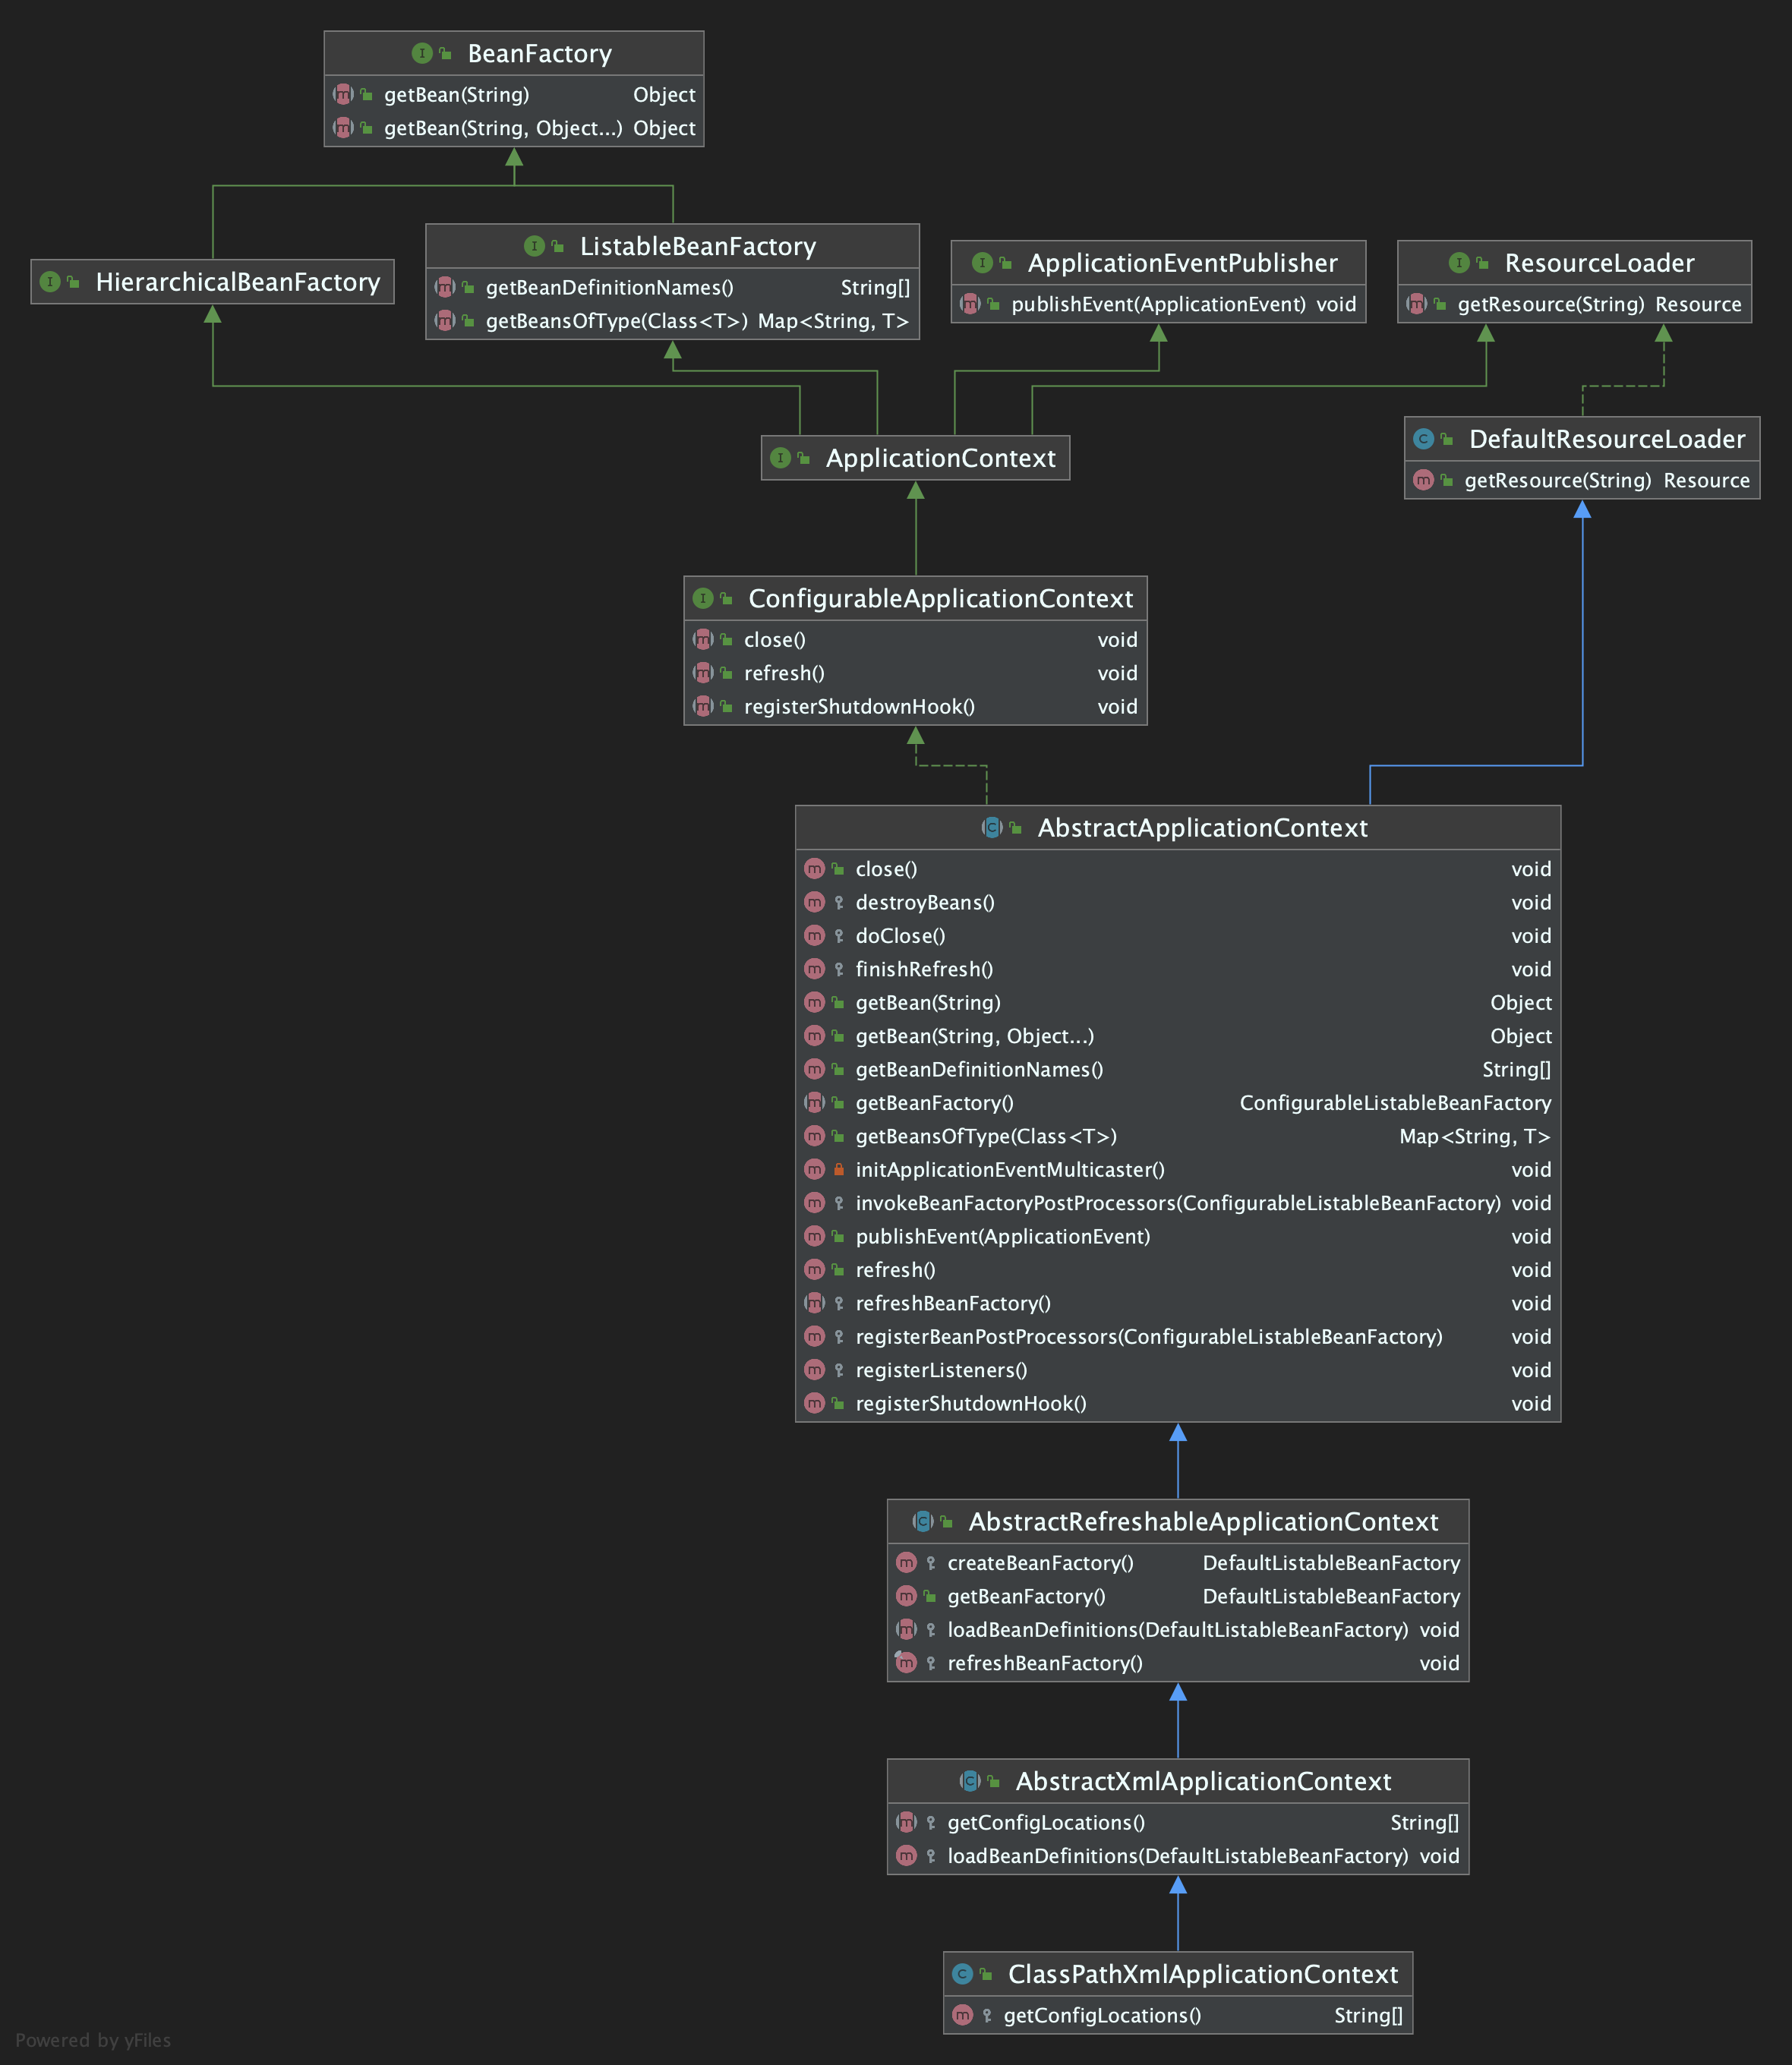 BeanFactory
getBean(String) Object
getBean(String, Object...) Object
HierarchicalBeanFactory
ListableBeanFactory
getBeanDefinitionNames() String[]
getBeansOfType(Class<T>) Map<String, T>
ApplicationEventPublisher
publishEvent(ApplicationEvent) void
ResourceLoader
getResource(String) Resource
ApplicationContext
DefaultResourceLoader
getResource(String) Resource
ConfigurableApplicationContext
close() void
refresh() void
registerShutdownHook() void
AbstractApplicationContext
close() void
destroyBeans() void
doClose() void
finishRefresh() void
getBean(String) Object
getBean(String, Object...) Object
getBeanDefinitionNames() String[]
getBeanFactory() ConfigurableListableBeanFactory
getBeansOfType(Class<T>) Map<String, T>
initApplicationEventMulticaster() void
invokeBeanFactoryPostProcessors(ConfigurableListableBeanFactory) void
publishEvent(ApplicationEvent) void
refresh() void
refreshBeanFactory() void
registerBeanPostProcessors(ConfigurableListableBeanFactory) void
registerListeners() void
registerShutdownHook() void
AbstractRefreshableApplicationContext
createBeanFactory() DefaultListableBeanFactory
getBeanFactory() DefaultListableBeanFactory
loadBeanDefinitions(DefaultListableBeanFactory) void
refreshBeanFactory() void
AbstractXmlApplicationContext
getConfigLocations() String[]
loadBeanDefinitions(DefaultListableBeanFactory) void
ClassPathXmlApplicationContext
getConfigLocations() String[]
Powered by yFiles